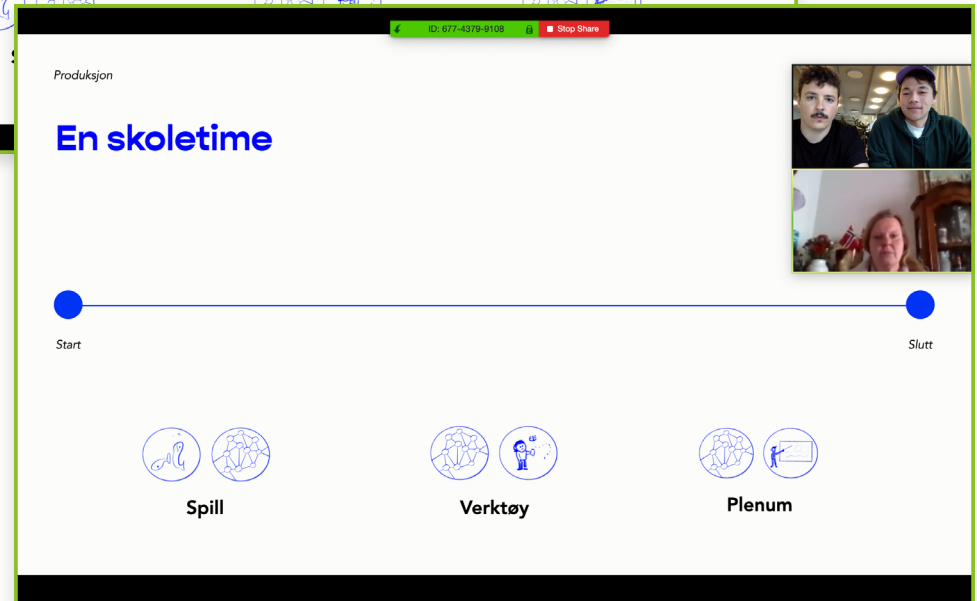 ID: 677-4379-9108
Stop Share
Produksjon
En skoletime
Start
Slutt
Spill
Verktøy
Plenum